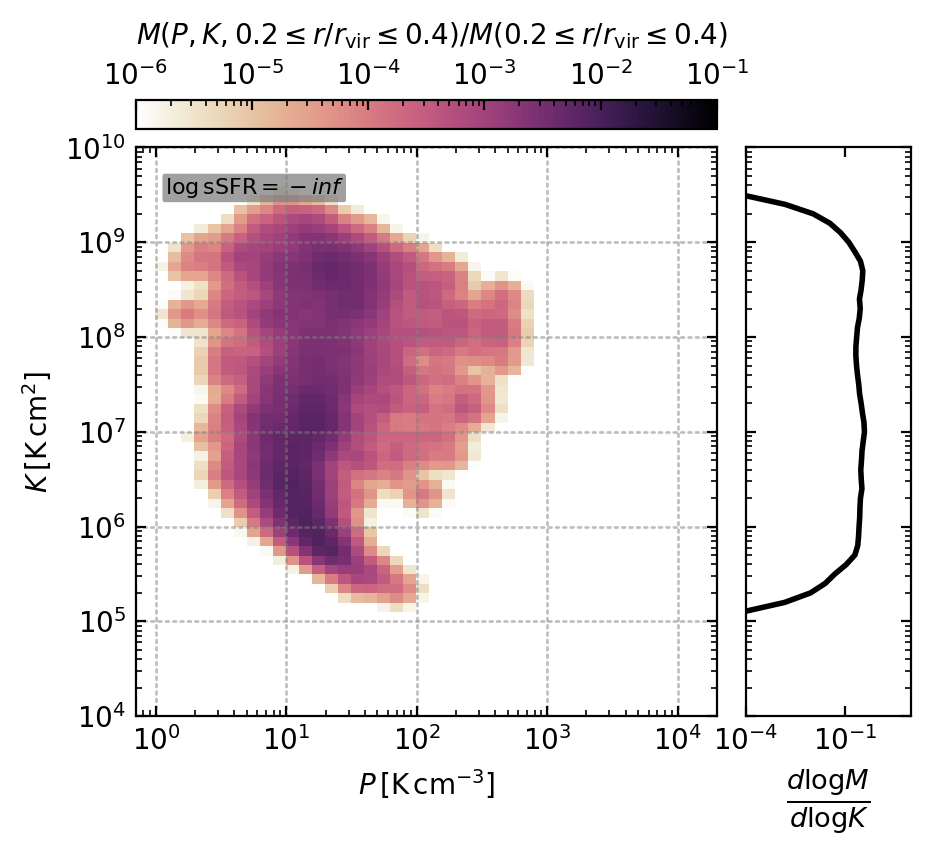 M(P, K, 0.2 ≤ r/r_vir ≤ 0.4)/M(0.2 ≤ r/r_vir ≤ 0.4)
10^−6 10^−5 10^−4 10^−3 10^−2 10^−1
log sSFR = −inf
10^10
10^9
10^8
10^7
10^6
10^5
10^4
K [K cm^2]
10^0 10^1 10^2 10^3 10^4
P [K cm^−3]
10^−4 10^−1
dlogM
dlogK